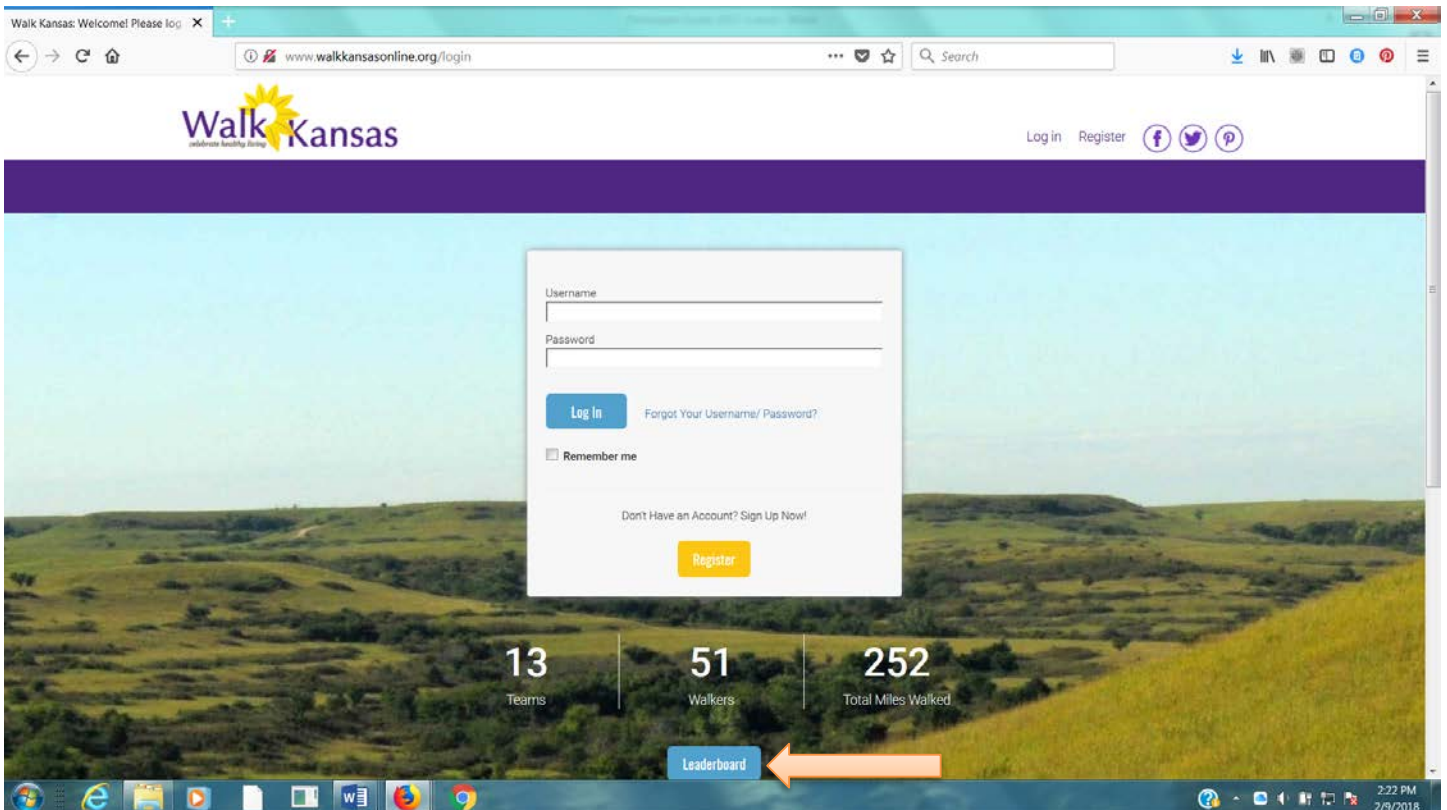 Walk Kansas: Welcome! Please log
www.walkkansasonline.org/login
Search
Walk Kansas
celebrate healthy living
Log in Register
Username
Password
Log In Forgot Your Username/ Password?
Remember me
Don't Have an Account? Sign Up Now!
Register
13 51 252
Teams Walkers Total Miles Walked
Leaderboard
2:22 PM
2/9/2018